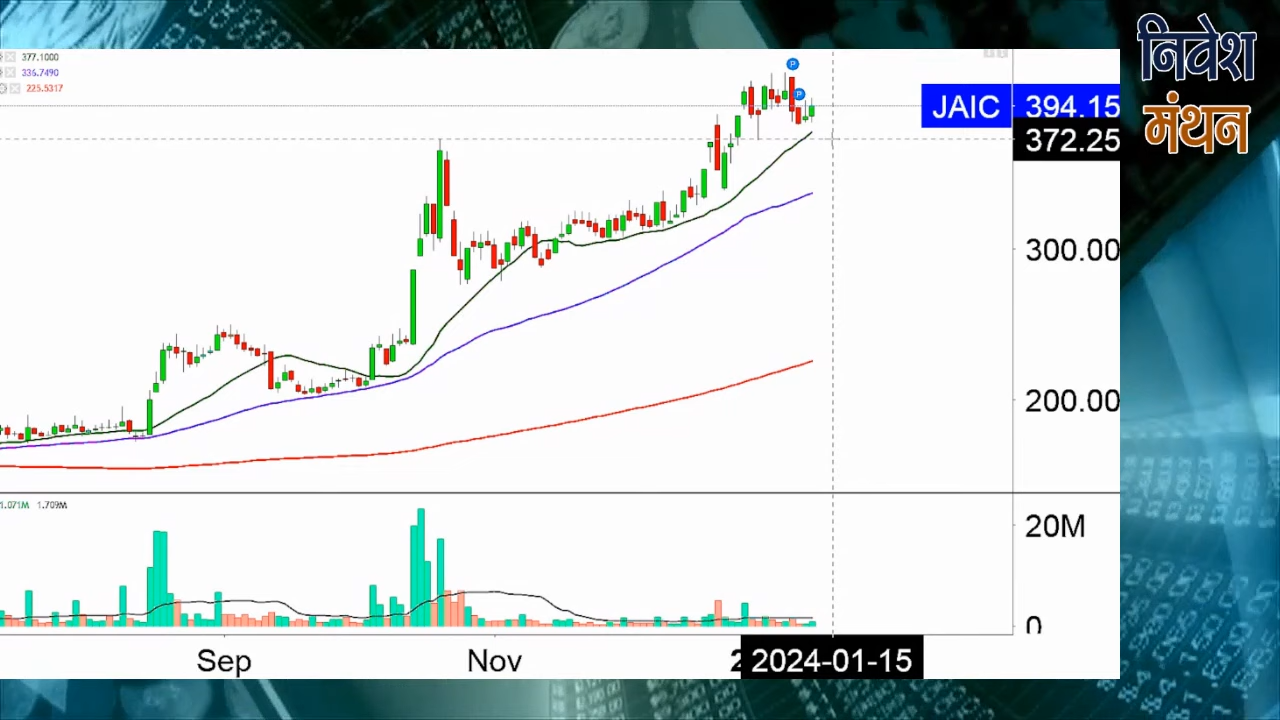 377.1000
336.7490
225.5317
P
P
निवेश
मंथन
JAIC 394.15
372.25
300.00
200.00
1.071M 1.709M
20M
0
Sep Nov 2024-01-15